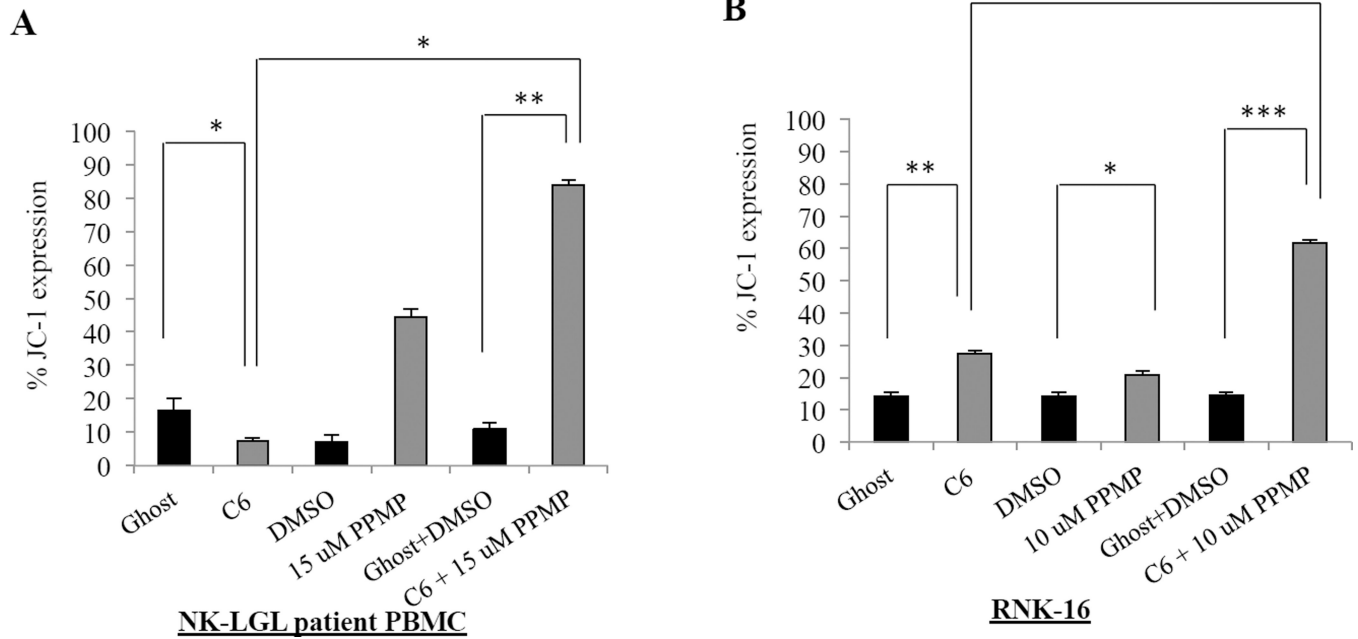 A
*
**
*
100
90
80
70
60
50
40
30
20
10
0
% JC-1 expression
Ghost
C6
DMSO
15 uM PPMP
Ghost+DMSO
C6 + 15 uM PPMP
NK-LGL patient PBMC
B
***
**
*
100
90
80
70
60
50
40
30
20
10
0
% JC-1 expression
Ghost
C6
DMSO
10 uM PPMP
Ghost+DMSO
C6 + 10 uM PPMP
RNK-16